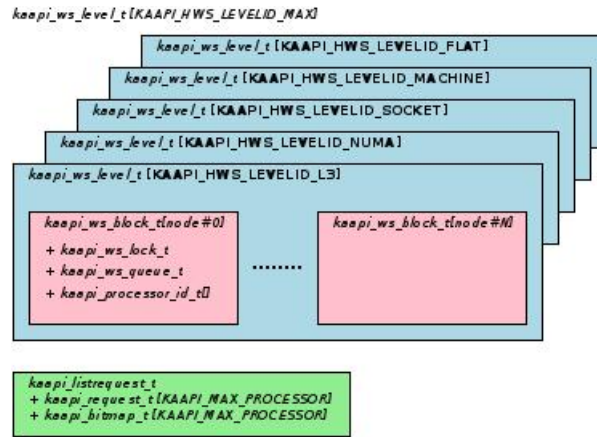 kaapi_ws_level_t [KAAPI_HWS_LEVELID_MAX]
kaapi_ws_level_t [KAAPI_HWS_LEVELID_FLAT]
kaapi_ws_level_t [KAAPI_HWS_LEVELID_MACHINE]
kaapi_ws_level_t [KAAPI_HWS_LEVELID_SOCKET]
kaapi_ws_level_t [KAAPI_HWS_LEVELID_NUMA]
kaapi_ws_level_t [KAAPI_HWS_LEVELID_L3]
kaapi_ws_block_t[node #0]
+ kaapi_ws_lock_t
+ kaapi_ws_queue_t
+ kaapi_processor_id_t[]
........
kaapi_ws_block_t[node #N]
kaapi_listrequest_t
+ kaapi_request_t [KAAPI_MAX_PROCESSOR]
+ kaapi_bitmap_t [KAAPI_MAX_PROCESSOR]